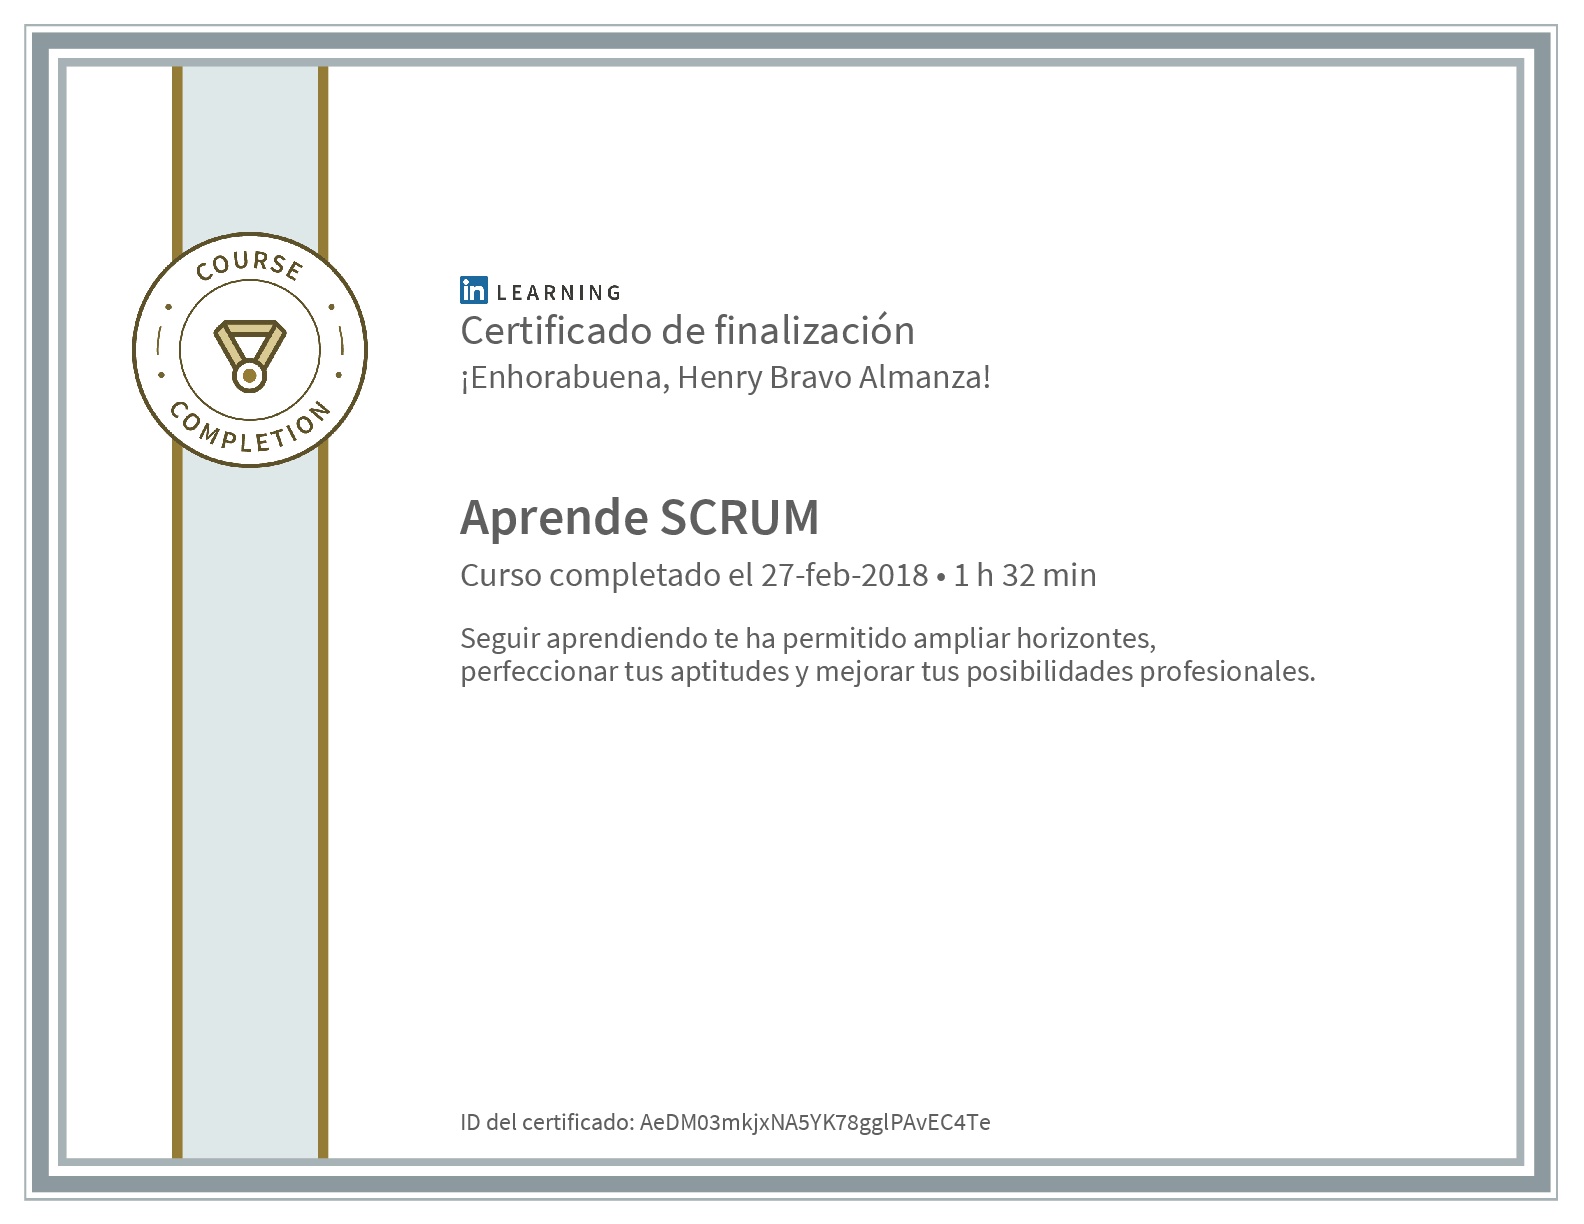 COURSE
COMPLETION
in LEARNING
Certificado de finalización
¡Enhorabuena, Henry Bravo Almanza!
Aprende SCRUM
Curso completado el 27-feb-2018 • 1 h 32 min
Seguir aprendiendo te ha permitido ampliar horizontes,
perfeccionar tus aptitudes y mejorar tus posibilidades profesionales.
ID del certificado: AeDM03mkjxNA5YK78gglPAvEC4Te